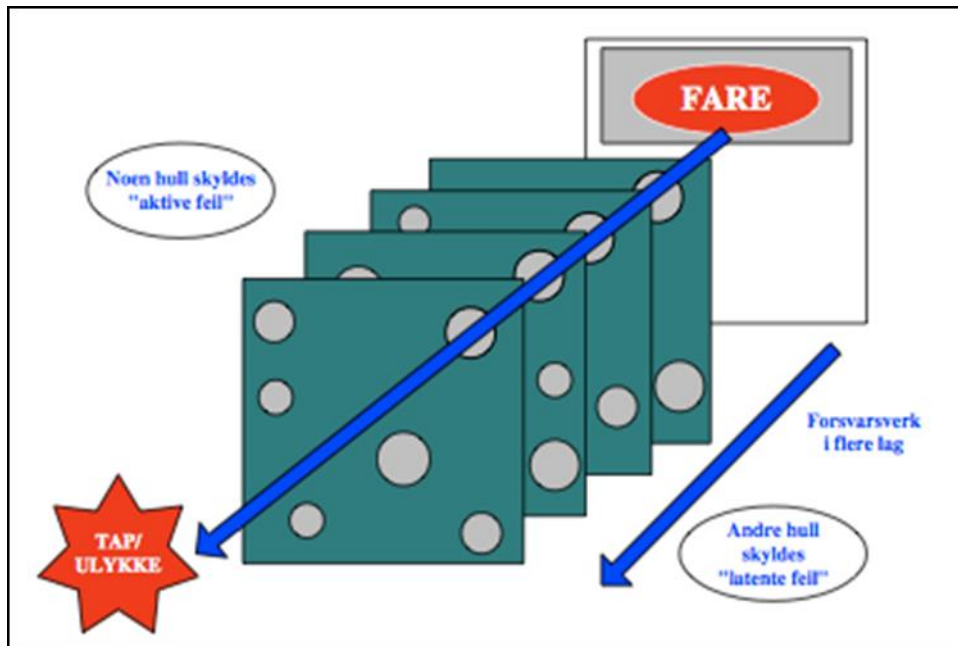 FARE
Noen hull skyldes
"aktive feil"
Forsvarsverk
i flere lag
Andre hull
skyldes
"latente feil"
TAP/
ULYKKE